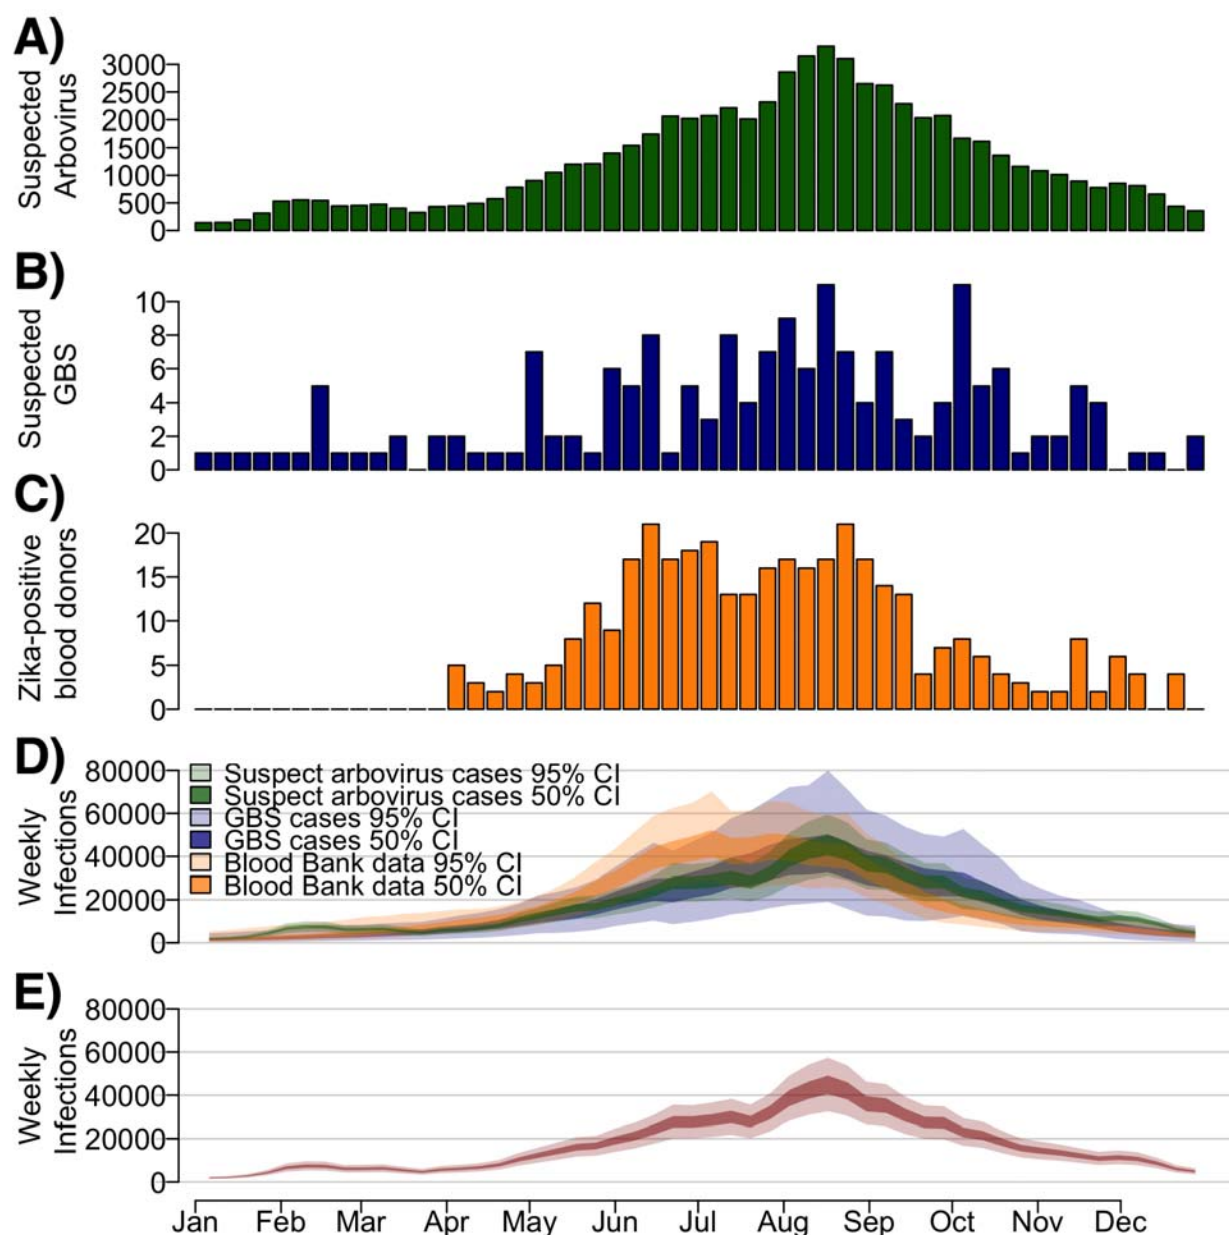 A)
Suspected
Arbovirus
3000
2500
2000
1500
1000
500
0
B)
Suspected
GBS
10
8
6
4
2
0
C)
Zika-positive
blood donors
20
15
10
5
0
D)
Weekly
Infections
80000
60000
40000
20000
0
Suspect arbovirus cases 95% CI
Suspect arbovirus cases 50% CI
GBS cases 95% CI
GBS cases 50% CI
Blood Bank data 95% CI
Blood Bank data 50% CI
E)
Weekly
Infections
80000
60000
40000
20000
0
Jan Feb Mar Apr May Jun Jul Aug Sep Oct Nov Dec